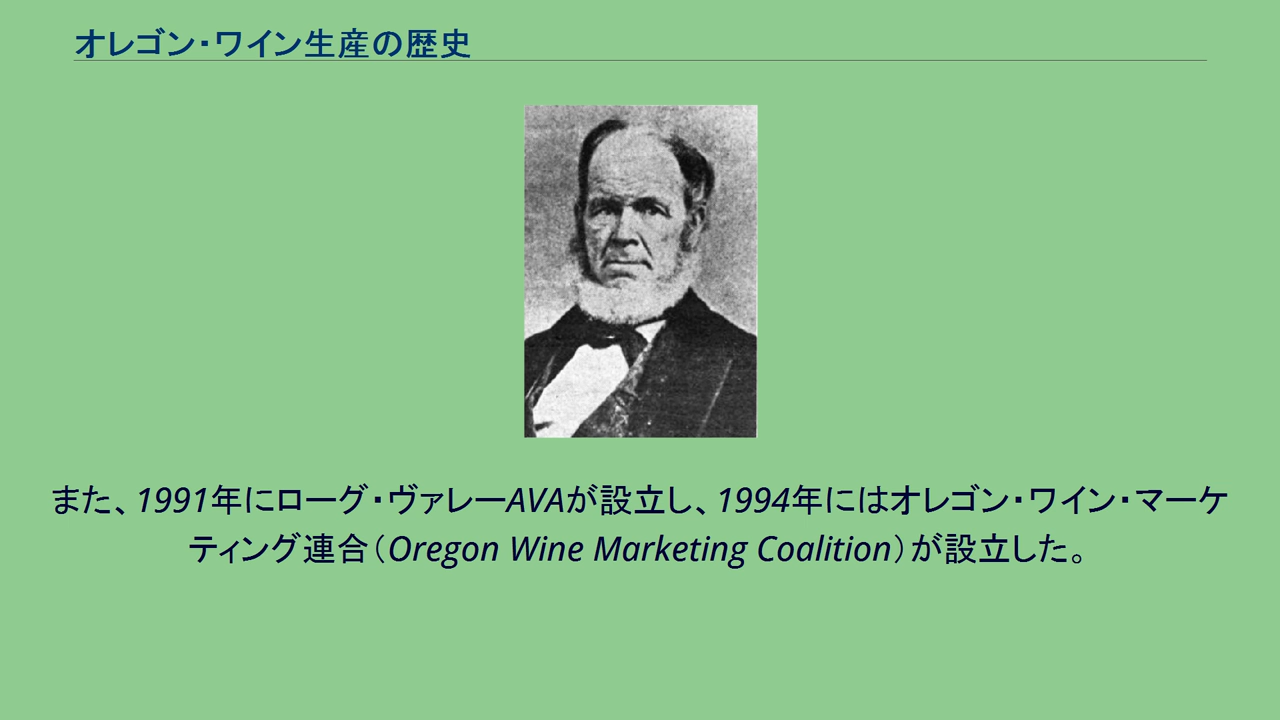 オレゴン・ワイン生産の歴史
また、1991年にローグ・ヴァレーAVAが設立し、1994年にはオレゴン・ワイン・マーケ
ティング連合（Oregon Wine Marketing Coalition）が設立した。